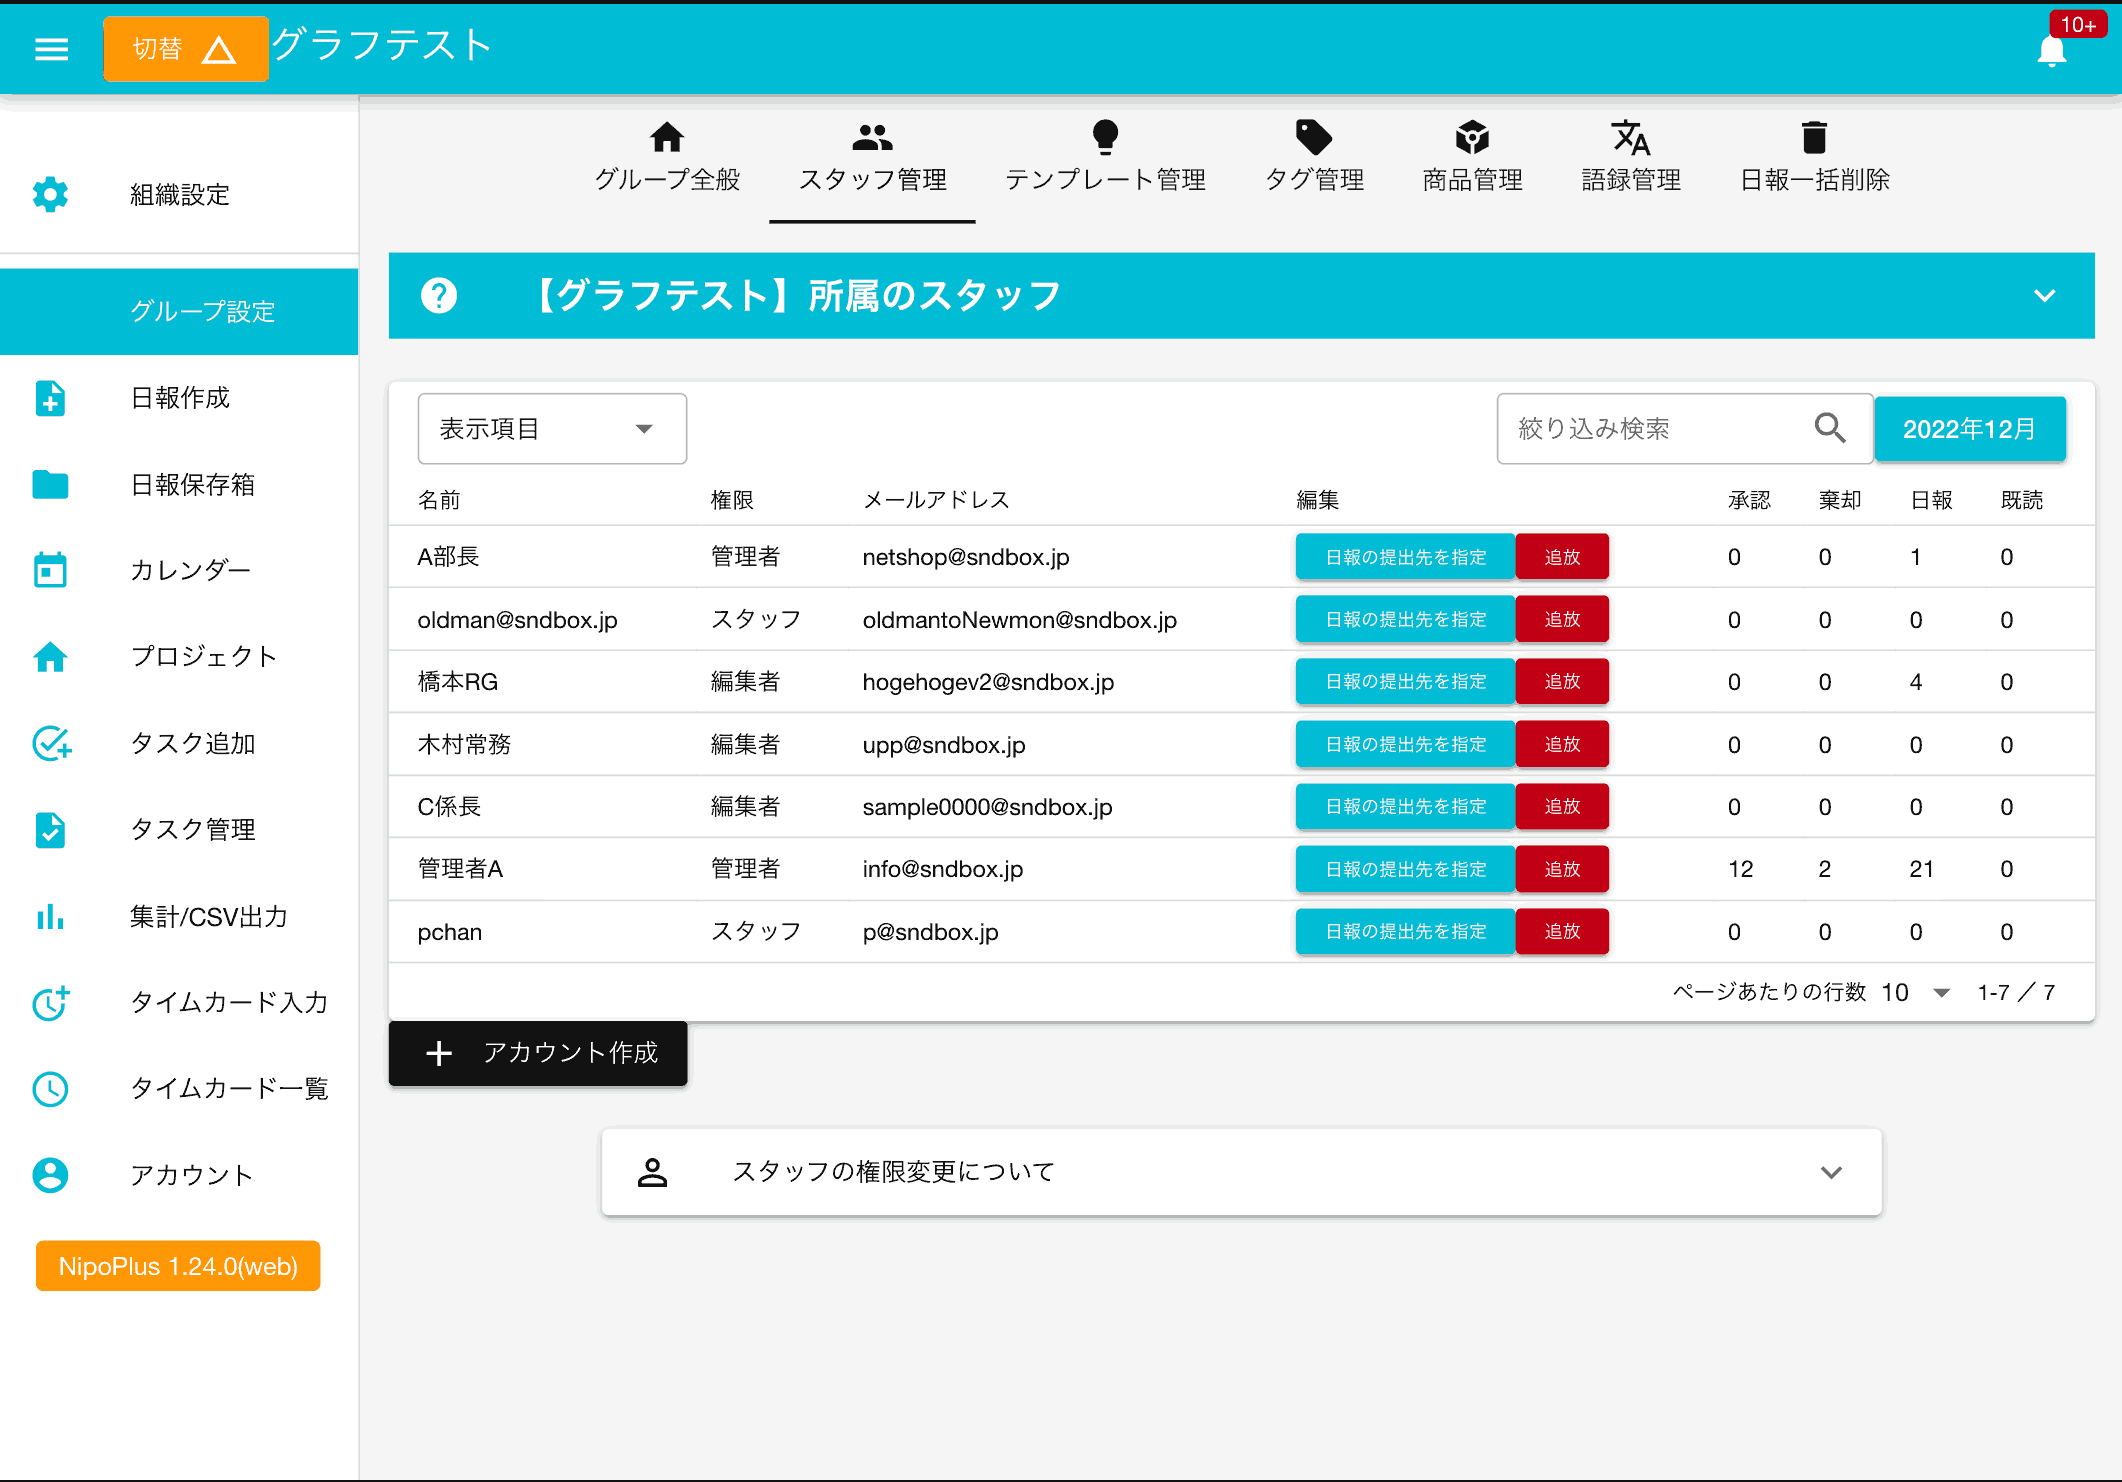 切替 グラフテスト
10+
組織設定
グループ設定
日報作成
日報保存箱
カレンダー
プロジェクト
タスク追加
タスク管理
集計/CSV出力
タイムカード入力
タイムカード一覧
アカウント
NipoPlus 1.24.0(web)
グループ全般 スタッフ管理 テンプレート管理 タグ管理 商品管理 語録管理 日報一括削除
【グラフテスト】所属のスタッフ
表示項目 絞り込み検索 2022年12月
名前 権限 メールアドレス 編集 承認 棄却 日報 既読
A部長 管理者 netshop@sndbox.jp 日報の提出先を指定 追放 0 0 1 0
oldman@sndbox.jp スタッフ oldmantoNewmon@sndbox.jp 日報の提出先を指定 追放 0 0 0 0
橋本RG 編集者 hogehogev2@sndbox.jp 日報の提出先を指定 追放 0 0 4 0
木村常務 編集者 upp@sndbox.jp 日報の提出先を指定 追放 0 0 0 0
C係長 編集者 sample0000@sndbox.jp 日報の提出先を指定 追放 0 0 0 0
管理者A 管理者 info@sndbox.jp 日報の提出先を指定 追放 12 2 21 0
pchan スタッフ p@sndbox.jp 日報の提出先を指定 追放 0 0 0 0
ページあたりの行数 10 1-7 ／ 7
アカウント作成
スタッフの権限変更について